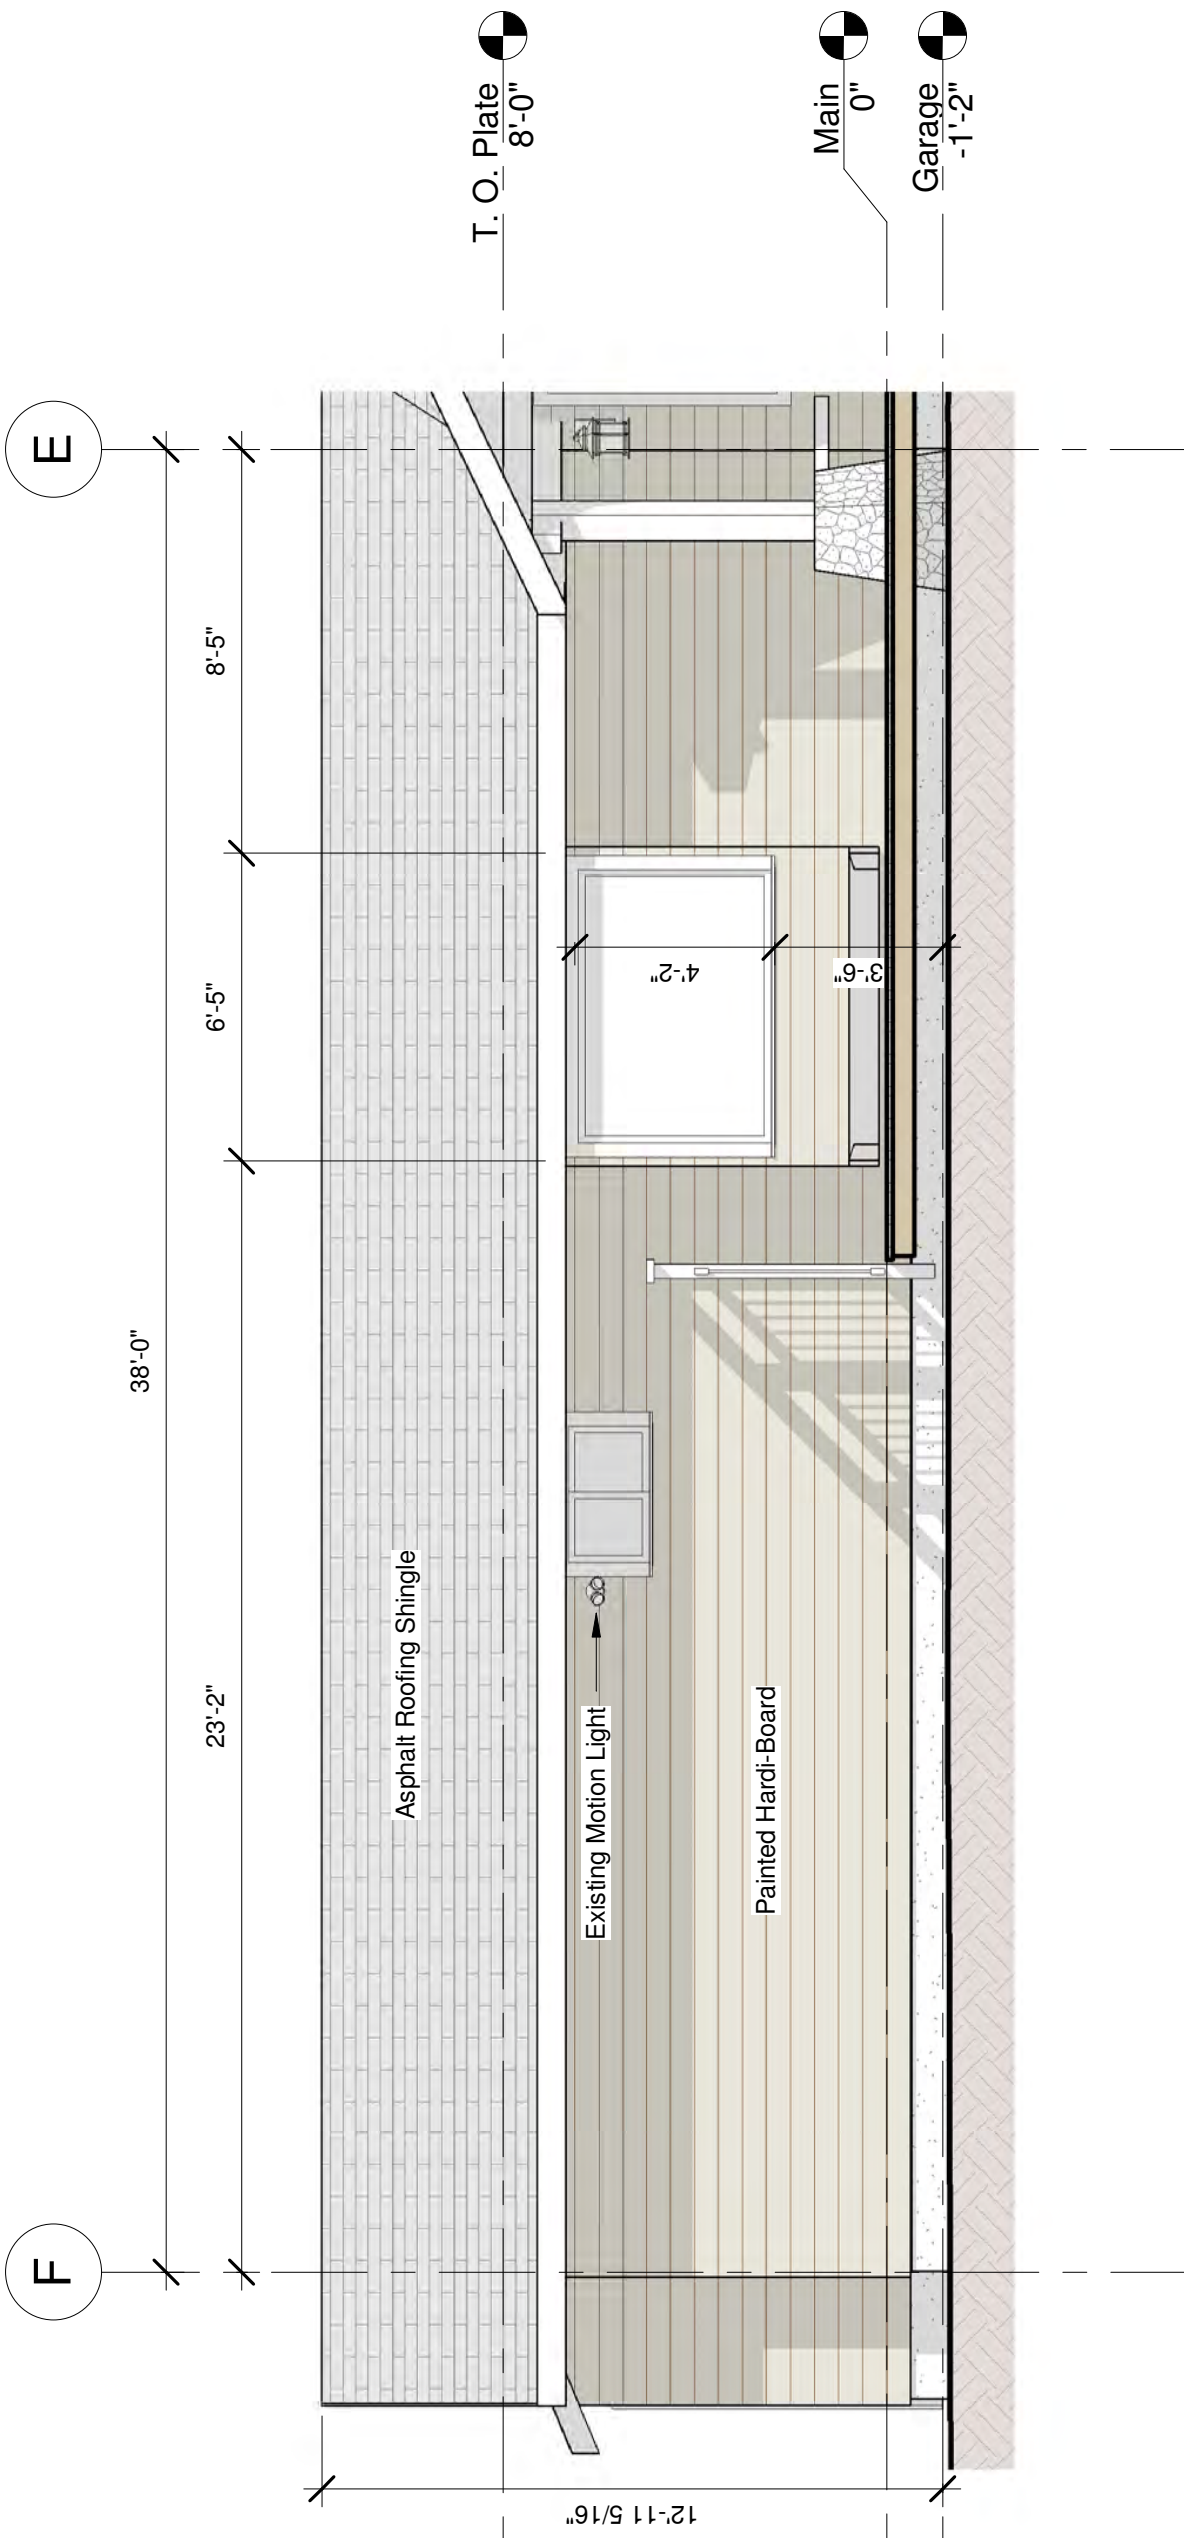 F
E
38'-0"
23'-2"
6'-5"
8'-5"
T. O. Plate
8'-0"
Main
0"
Garage
-1'-2"
Asphalt Roofing Shingle
Existing Motion Light
Painted Hardi-Board
4'-2"
3'-6"
12'-11 5/16"